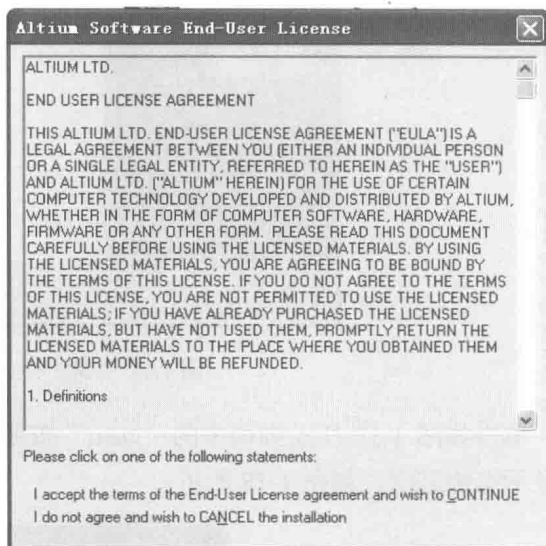 Altium Software End-User License
ALTIUM LTD.
END USER LICENSE AGREEMENT
THIS ALTIUM LTD. END-USER LICENSE AGREEMENT ("EULA") IS A
LEGAL AGREEMENT BETWEEN YOU (EITHER AN INDIVIDUAL PERSON
OR A SINGLE LEGAL ENTITY, REFERRED TO HEREIN AS THE "USER")
AND ALTIUM LTD. ("ALTIUM" HEREIN) FOR THE USE OF CERTAIN
COMPUTER TECHNOLOGY DEVELOPED AND DISTRIBUTED BY ALTIUM,
WHETHER IN THE FORM OF COMPUTER SOFTWARE, HARDWARE,
FIRMWARE OR ANY OTHER FORM. PLEASE READ THIS DOCUMENT
CAREFULLY BEFORE USING THE LICENSED MATERIALS. BY USING
THE LICENSED MATERIALS, YOU ARE AGREEING TO BE BOUND BY
THE TERMS OF THIS LICENSE. IF YOU DO NOT AGREE TO THE TERMS
OF THIS LICENSE, YOU ARE NOT PERMITTED TO USE THE LICENSED
MATERIALS; IF YOU HAVE ALREADY PURCHASED THE LICENSED
MATERIALS, BUT HAVE NOT USED THEM, PROMPTLY RETURN THE
LICENSED MATERIALS TO THE PLACE WHERE YOU OBTAINED THEM
AND YOUR MONEY WILL BE REFUNDED.
1. Definitions
Please click on one of the following statements:
I accept the terms of the End-User License agreement and wish to CONTINUE
I do not agree and wish to CANCEL the installation